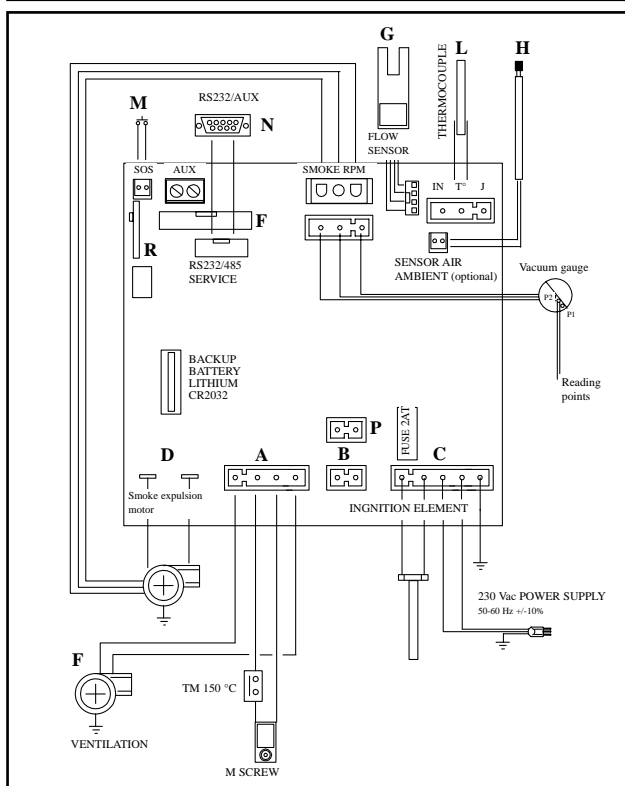 G
L
H
THERMOCOUPLE
RS232/AUX
M
N
FLOW
SENSOR
SOS
AUX
SMOKE RPM
IN T° J
F
R
RS232/485
SERVICE
SENSOR AIR
AMBIENT (optional)
Vacuum gauge
P2
P1
Reading
points
BACKUP
BATTERY
LITHIUM
CR2032
FUSE 2AT
P
D
A
B
C
Smoke expulsion
motor
INGNITION ELEMENT
230 Vac POWER SUPPLY
50-60 Hz +/-10%
F
TM 150 °C
VENTILATION
M SCREW